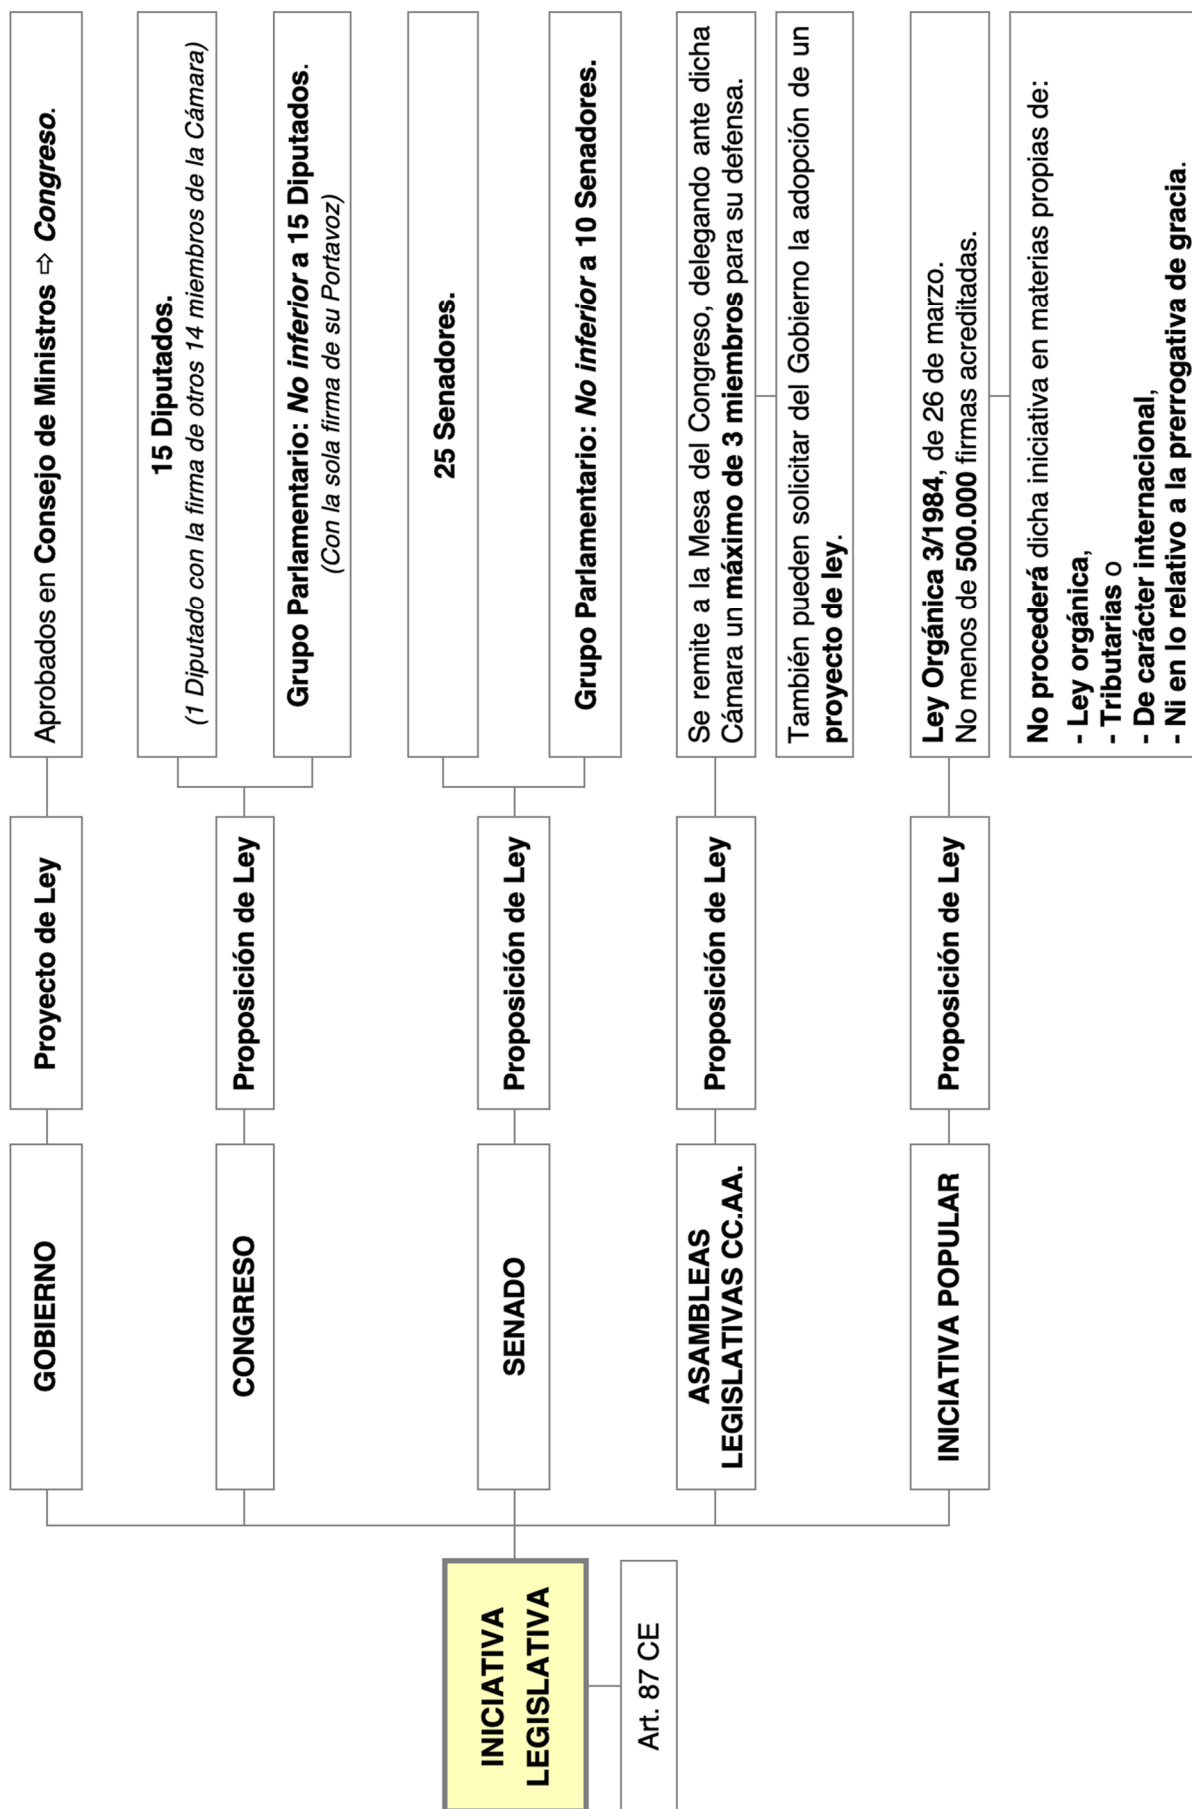 INICIATIVA
LEGISLATIVA
Art. 87 CE
GOBIERNO
Proyecto de Ley
Aprobados en Consejo de Ministros ⇨ Congreso.
CONGRESO
Proposición de Ley
15 Diputados.
(1 Diputado con la firma de otros 14 miembros de la Cámara)
Grupo Parlamentario: No inferior a 15 Diputados.
(Con la sola firma de su Portavoz)
SENADO
Proposición de Ley
25 Senadores.
Grupo Parlamentario: No inferior a 10 Senadores.
ASAMBLEAS
LEGISLATIVAS CC.AA.
Proposición de Ley
Se remite a la Mesa del Congreso, delegando ante dicha
Cámara un máximo de 3 miembros para su defensa.
También pueden solicitar del Gobierno la adopción de un
proyecto de ley.
INICIATIVA POPULAR
Proposición de Ley
Ley Orgánica 3/1984, de 26 de marzo.
No menos de 500.000 firmas acreditadas.
No procederá dicha iniciativa en materias propias de:
- Ley orgánica,
- Tributarias o
- De carácter internacional,
- Ni en lo relativo a la prerrogativa de gracia.